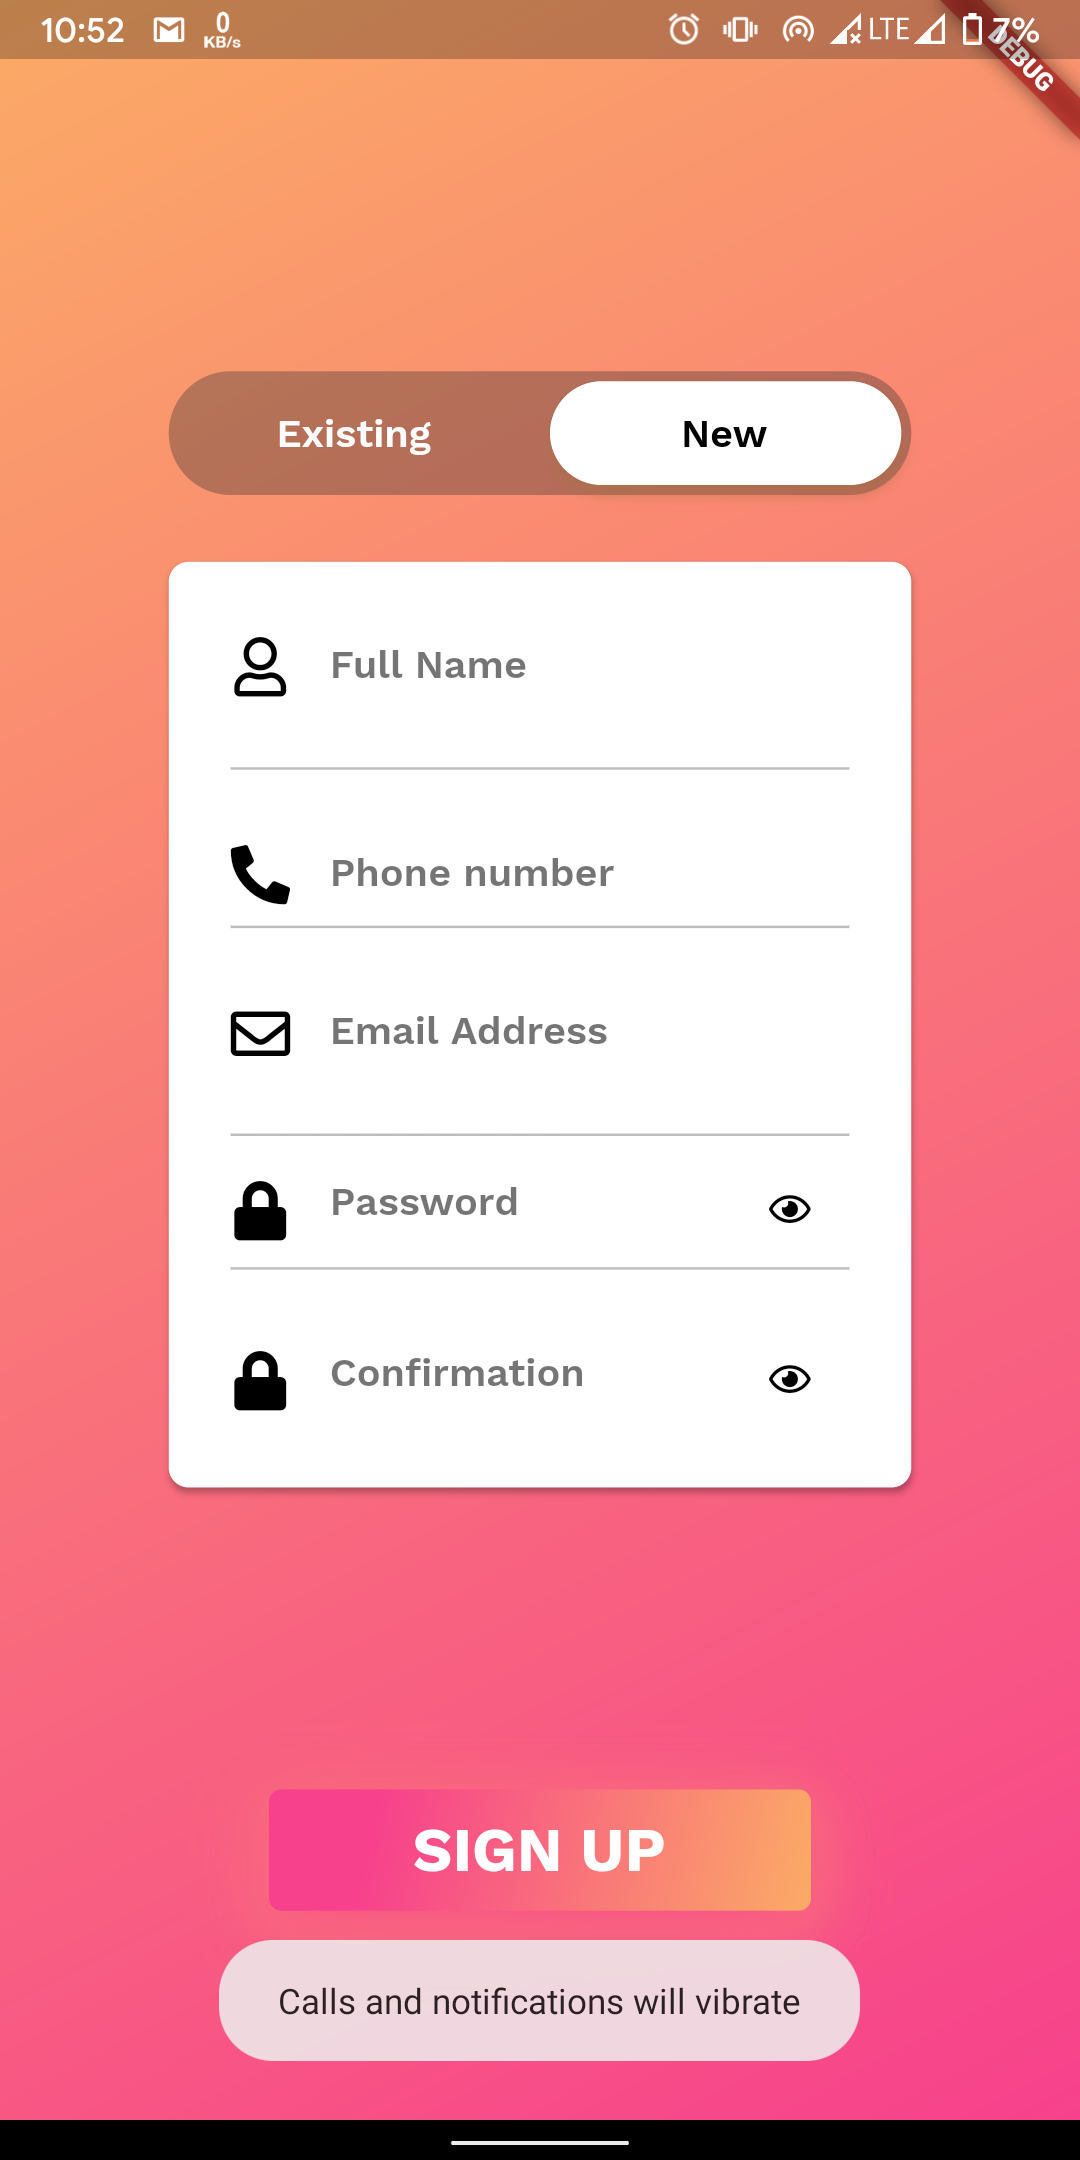 10:52 0 KB/s LTE 7%
DEBUG
Existing New
Full Name
Phone number
Email Address
Password
Confirmation
SIGN UP
Calls and notifications will vibrate